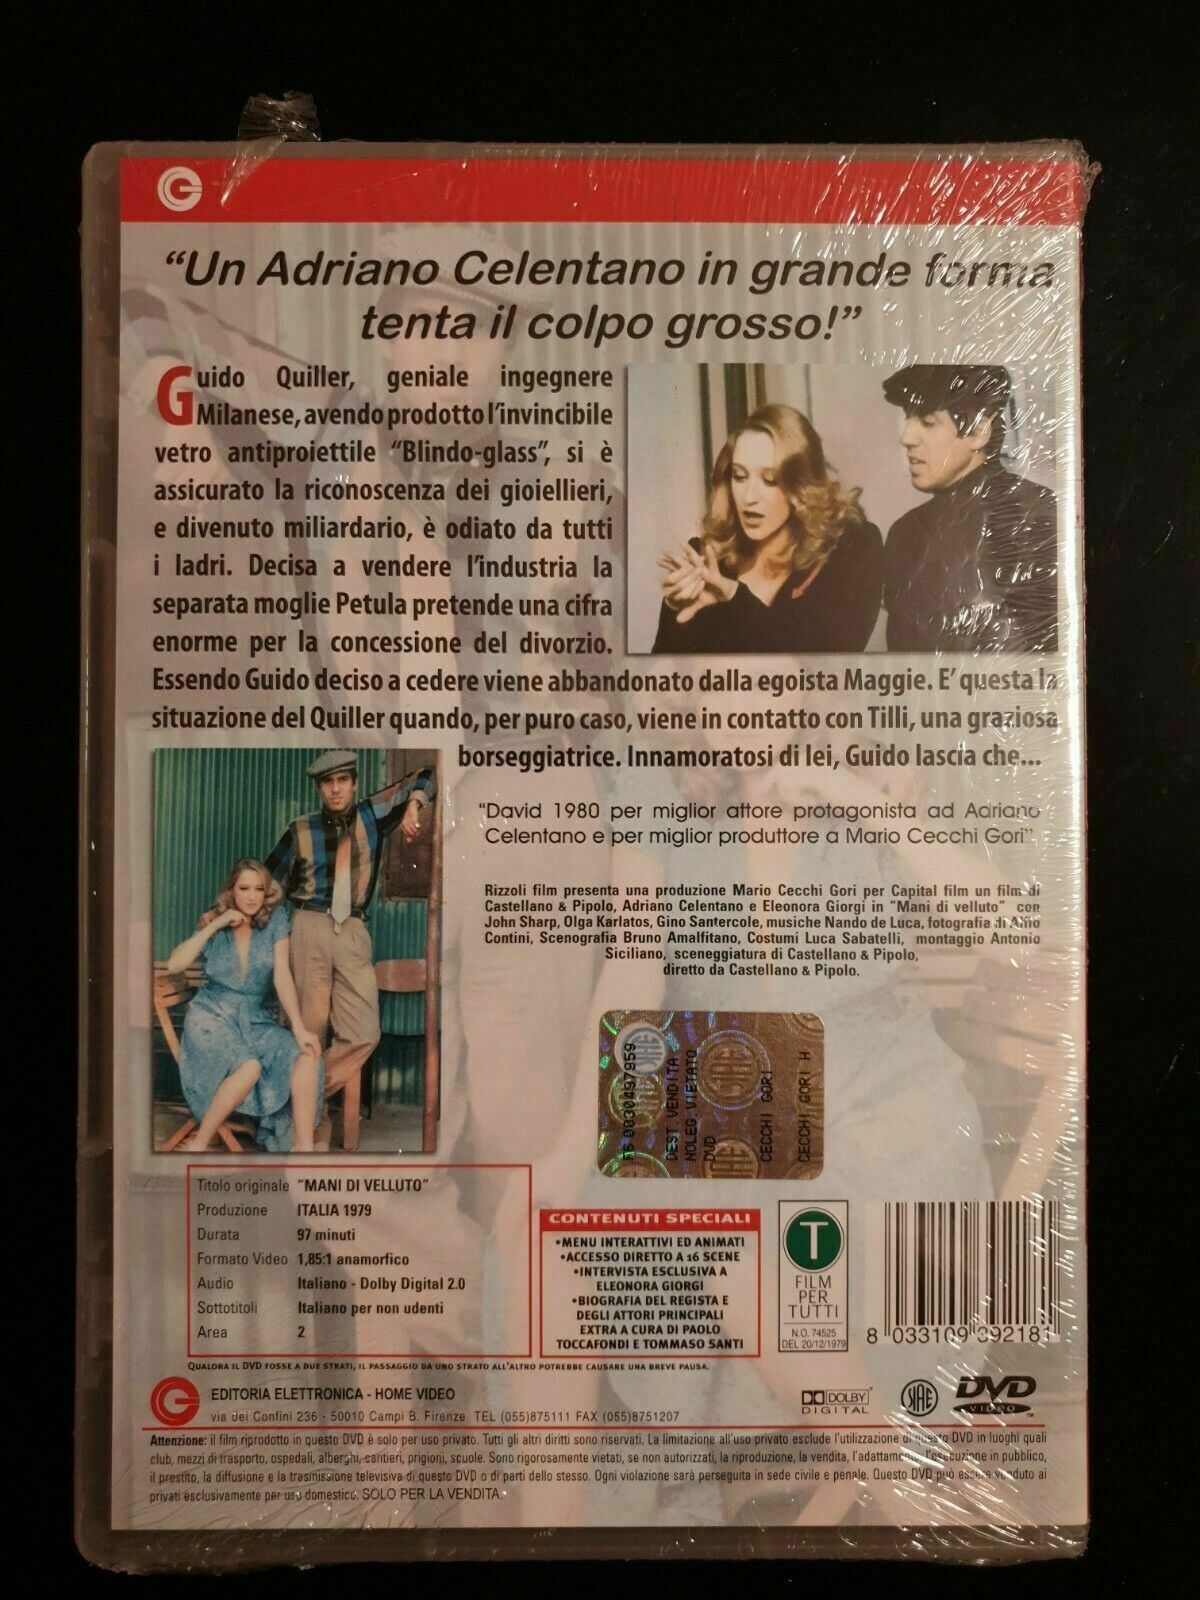 “Un Adriano Celentano in grande forma
tenta il colpo grosso!”
Guido Quiller, geniale ingegnere
Milanese, avendo prodotto l'invincibile
vetro antiproiettile “Blindo-glass”, si è
assicurato la riconoscenza dei gioiellieri,
e divenuto miliardario, è odiato da tutti
i ladri. Decisa a vendere l'industria la
separata moglie Petula pretende una cifra
enorme per la concessione del divorzio.
Essendo Guido deciso a cedere viene abbandonato dalla egoista Maggie. E' questa la
situazione del Quiller quando, per puro caso, viene in contatto con Tilli, una graziosa
borseggiatrice. Innamoratosi di lei, Guido lascia che...
“David 1980 per miglior attore protagonista ad Adriano
Celentano e per miglior produttore a Mario Cecchi Gori”.
Rizzoli film presenta una produzione Mario Cecchi Gori per Capital film un film di
Castellano & Pipolo, Adriano Celentano e Eleonora Giorgi in “Mani di velluto” con
John Sharp, Olga Karlatos, Gino Santercole, musiche Nando de Luca, fotografia di Alfio
Contini, Scenografia Bruno Amalfitano, Costumi Luca Sabatelli, montaggio Antonio
Siciliano, sceneggiatura di Castellano & Pipolo,
diretto da Castellano & Pipolo.
DEST.VENDITA
NOLEG.VIETATO
DVD
CECCHI GORI
CECCHI GORI H
Titolo originale “MANI DI VELLUTO”
Produzione ITALIA 1979
Durata 97 minuti
Formato Video 1,85:1 anamorfico
Audio Italiano - Dolby Digital 2.0
Sottotitoli Italiano per non udenti
Area 2
CONTENUTI SPECIALI
•MENU INTERATTIVI ED ANIMATI
•ACCESSO DIRETTO A 16 SCENE
•INTERVISTA ESCLUSIVA A
ELEONORA GIORGI
•BIOGRAFIA DEL REGISTA E
DEGLI ATTORI PRINCIPALI
EXTRA A CURA DI PAOLO
TOCCAFONDI E TOMMASO SANTI
T
FILM
PER
TUTTI
N.O. 74525
DEL 20/12/1979
8 033109 392181
QUALORA IL DVD FOSSE A DUE STRATI, IL PASSAGGIO DA UNO STRATO ALL'ALTRO POTREBBE CAUSARE UNA BREVE PAUSA.
EDITORIA ELETTRONICA - HOME VIDEO
via dei Confini 236 - 50010 Campi B. Firenze TEL (055)875111 FAX (055)8751207
DOLBY
DIGITAL
DVD
VIDEO
Attenzione: il film riprodotto in questo DVD è solo per uso privato. Tutti gli altri diritti sono riservati. La limitazione all'uso privato esclude l'utilizzazione di questo DVD in luoghi quali
club, mezzi di trasporto, ospedali, alberghi, cantieri, prigioni, scuole. Sono rigorosamente vietati, se non autorizzati, la riproduzione, la vendita, l'adattamento, l'esecuzione in pubblico,
il prestito, la diffusione e la trasmissione televisiva di questo DVD o di parti dello stesso. Ogni violazione sarà perseguita in sede civile e penale. Questo DVD può essere venduto ai
privati esclusivamente per uso domestico. SOLO PER LA VENDITA.